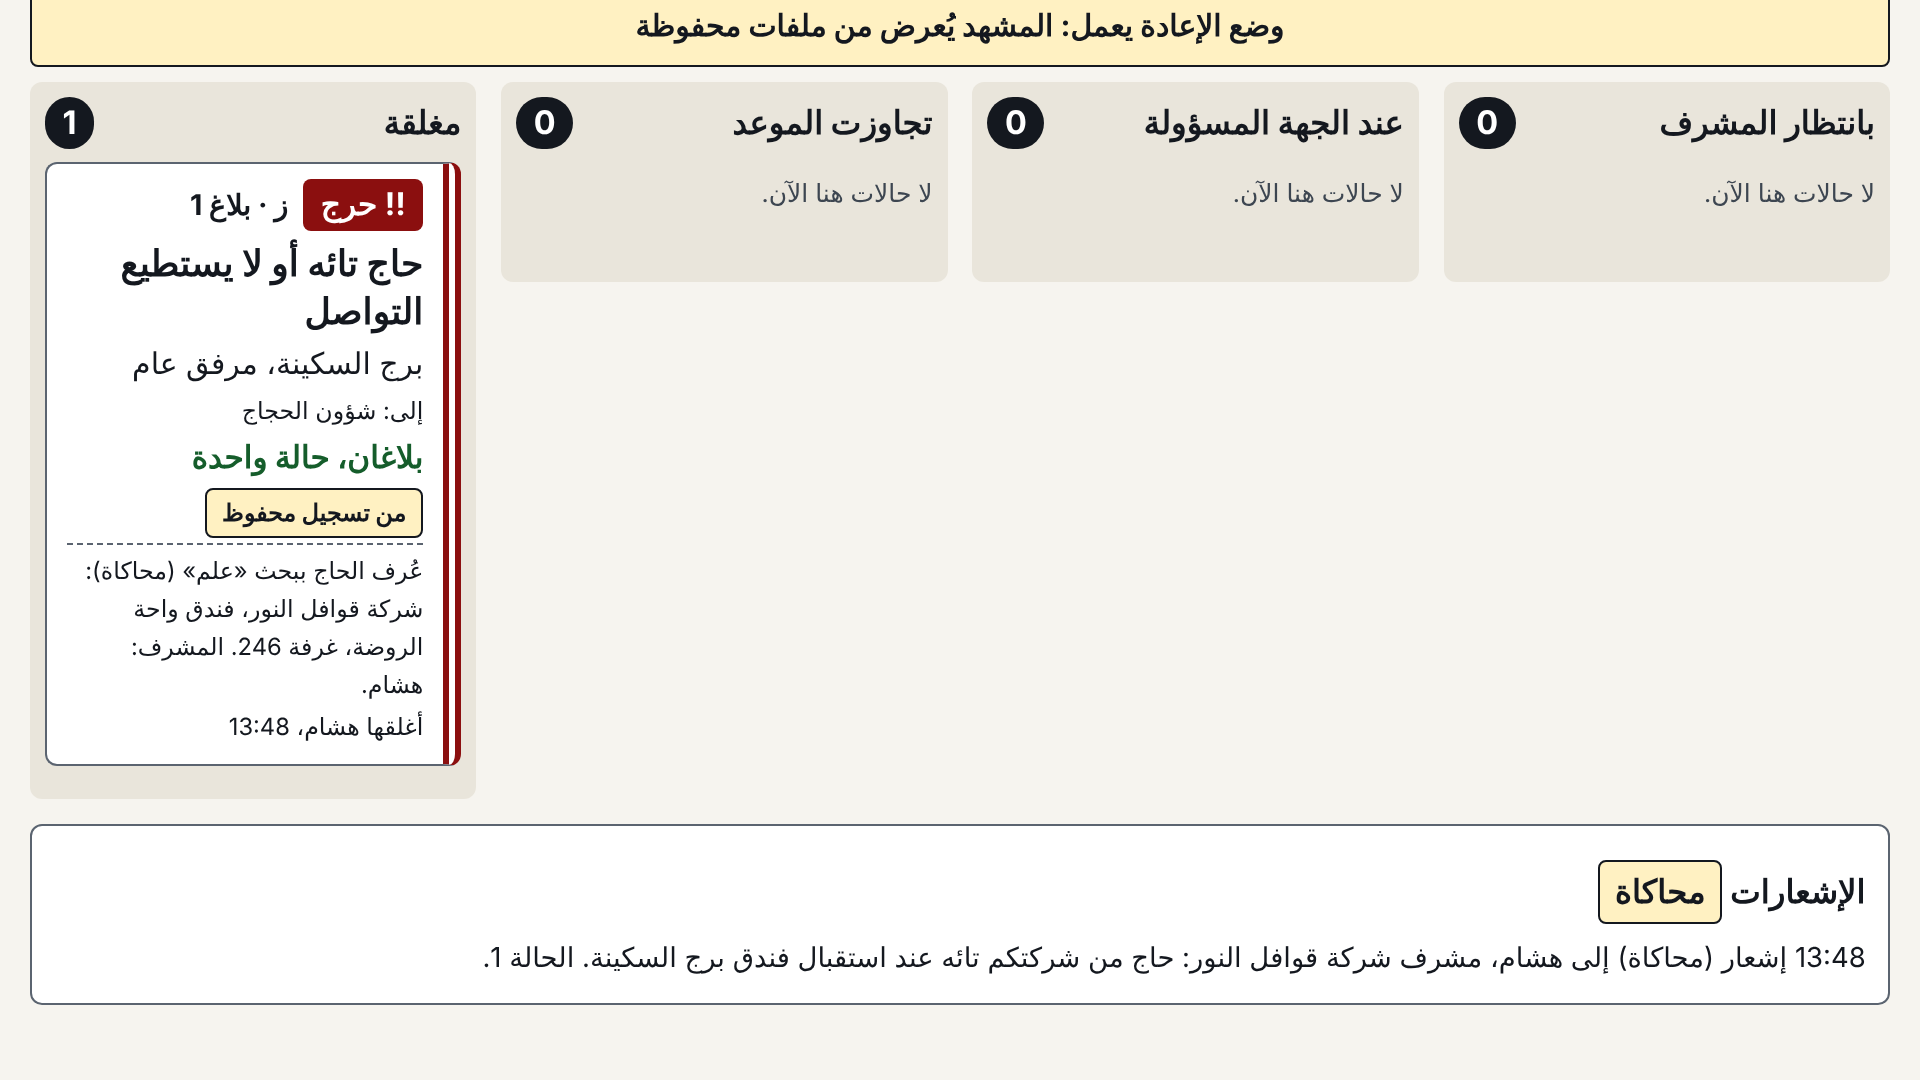 وضع الإعادة يعمل: المشهد يُعرض من ملفات محفوظة
بانتظار المشرف 0
لا حالات هنا الآن.
عند الجهة المسؤولة 0
لا حالات هنا الآن.
تجاوزت الموعد 0
لا حالات هنا الآن.
مغلقة 1
!! حرج ز · بلاغ 1
حاج تائه أو لا يستطيع
التواصل
برج السكينة، مرفق عام
إلى: شؤون الحجاج
بلاغان، حالة واحدة
من تسجيل محفوظ
عُرف الحاج ببحث «علم» (محاكاة):
شركة قوافل النور، فندق واحة
الروضة، غرفة 246. المشرف:
هشام.
أغلقها هشام، 13:48
الإشعارات محاكاة
13:48 إشعار (محاكاة) إلى هشام، مشرف شركة قوافل النور: حاج من شركتكم تائه عند استقبال فندق برج السكينة. الحالة 1.